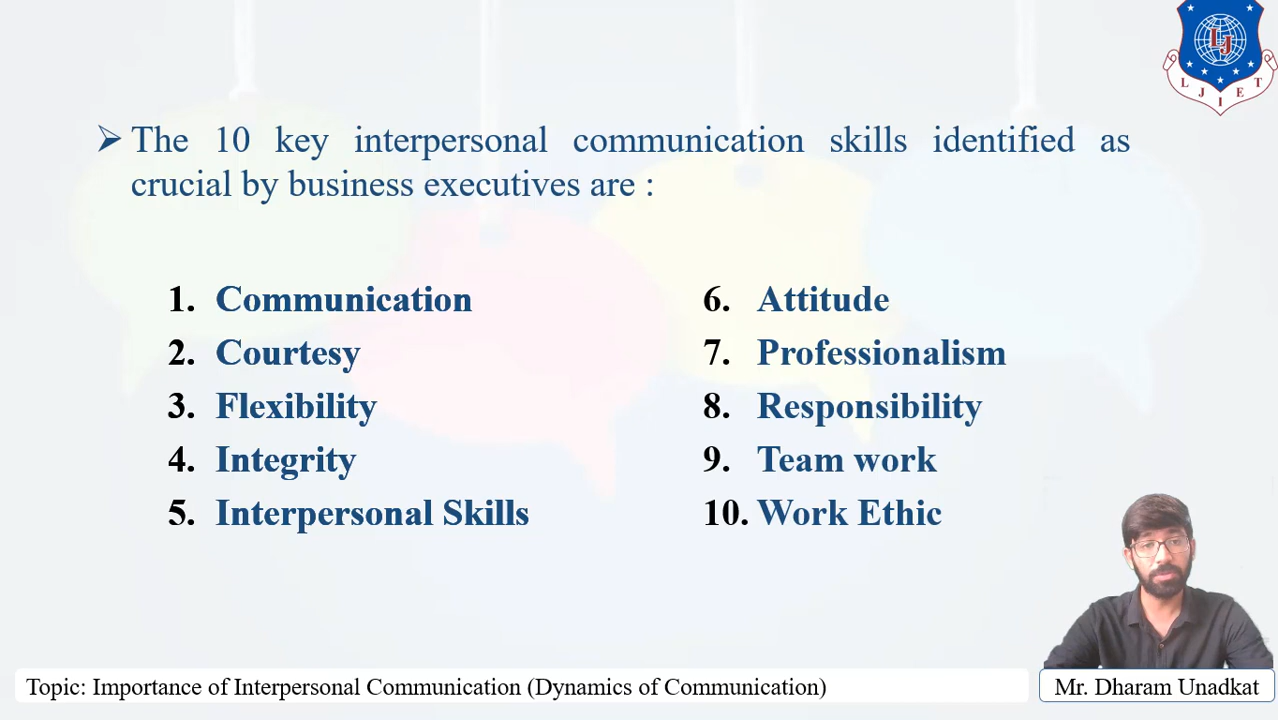 ➢ The 10 key interpersonal communication skills identified as
crucial by business executives are :
1. Communication
2. Courtesy
3. Flexibility
4. Integrity
5. Interpersonal Skills
6. Attitude
7. Professionalism
8. Responsibility
9. Team work
10. Work Ethic
LJ
L J I E T
Topic: Importance of Interpersonal Communication (Dynamics of Communication)
Mr. Dharam Unadkat